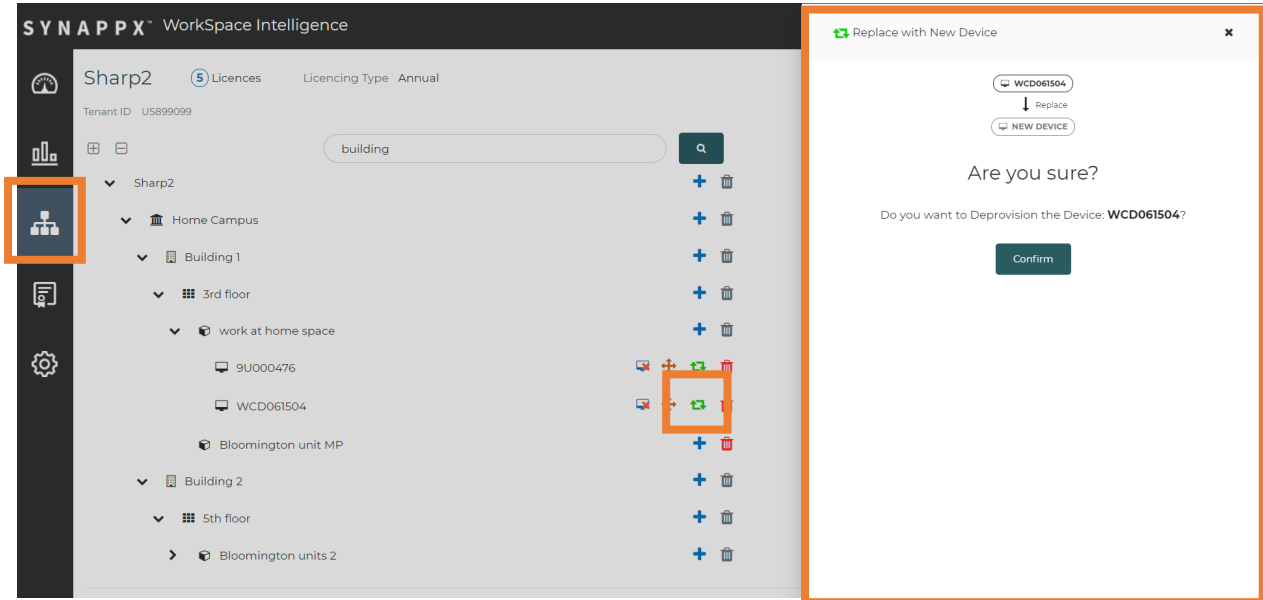 SYNAPPX™ WorkSpace Intelligence
Sharp2 5 Licences Licencing Type Annual
Tenant ID US899099
building
Sharp2
Home Campus
Building 1
3rd floor
work at home space
9U000476
WCD061504
Bloomington unit MP
Building 2
5th floor
Bloomington units 2
Replace with New Device
WCD061504
Replace
NEW DEVICE
Are you sure?
Do you want to Deprovision the Device: WCD061504?
Confirm